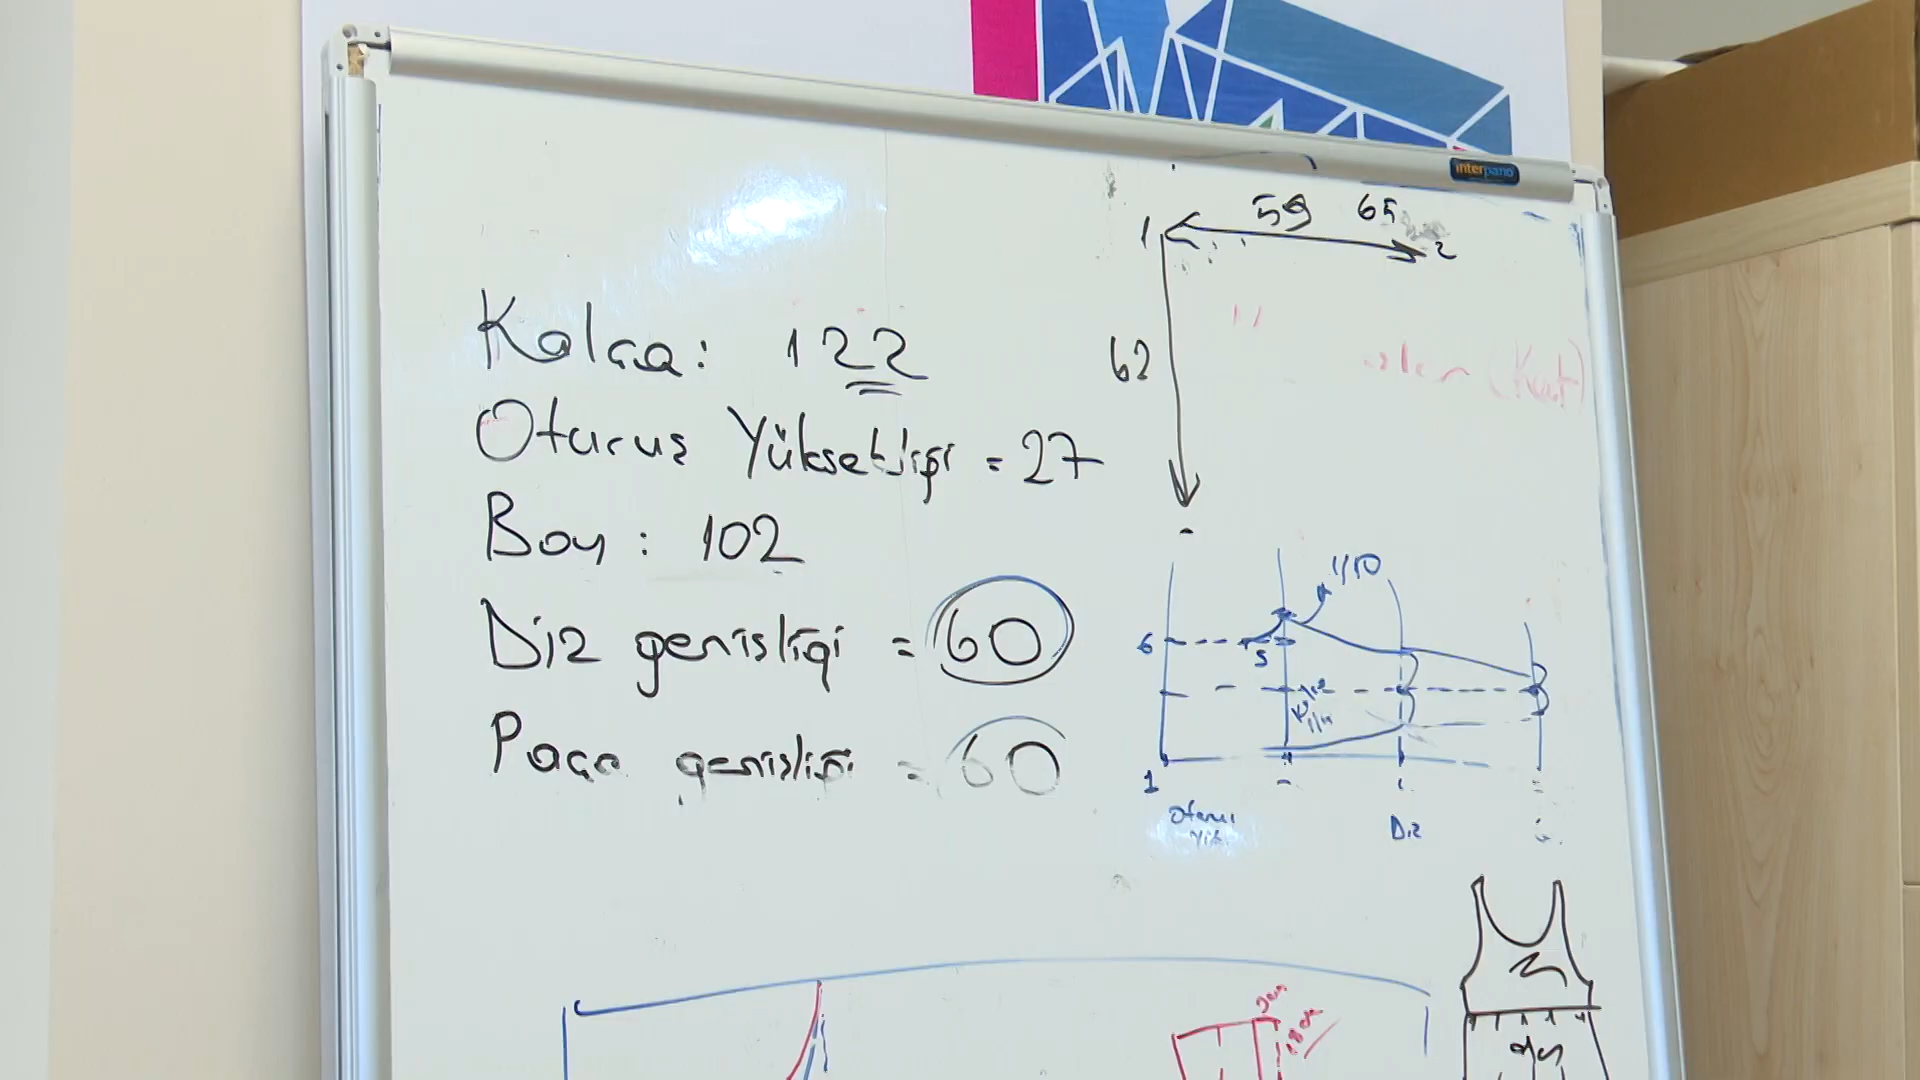 interpano
59 65
1 2
62
Kalça: 122
Oturuş Yüksekliği = 27
Boy: 102
Diz genişliği = 60
Paça genişliği = 60
(Kat)
1/10
6
5
1
Diz